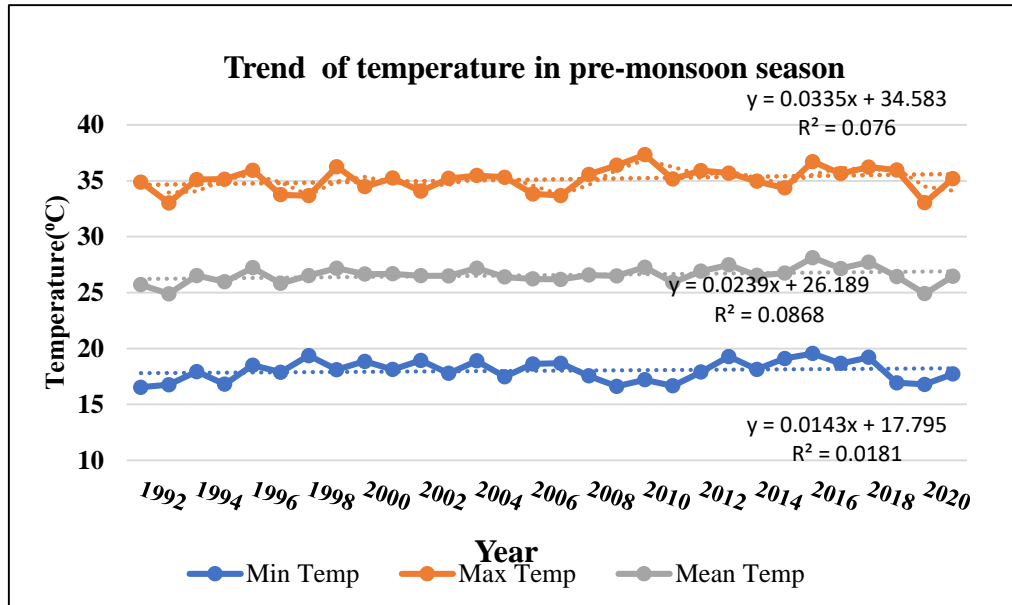 Trend of temperature in pre-monsoon season
y = 0.0335x + 34.583
R² = 0.076
40
35
30
25
20
15
10
Temperature(⁰C)
y = 0.0239x + 26.189
R² = 0.0868
y = 0.0143x + 17.795
R² = 0.0181
1992 1994 1996 1998 2000 2002 2004 2006 2008 2010 2012 2014 2016 2018 2020
Year
Min Temp Max Temp Mean Temp